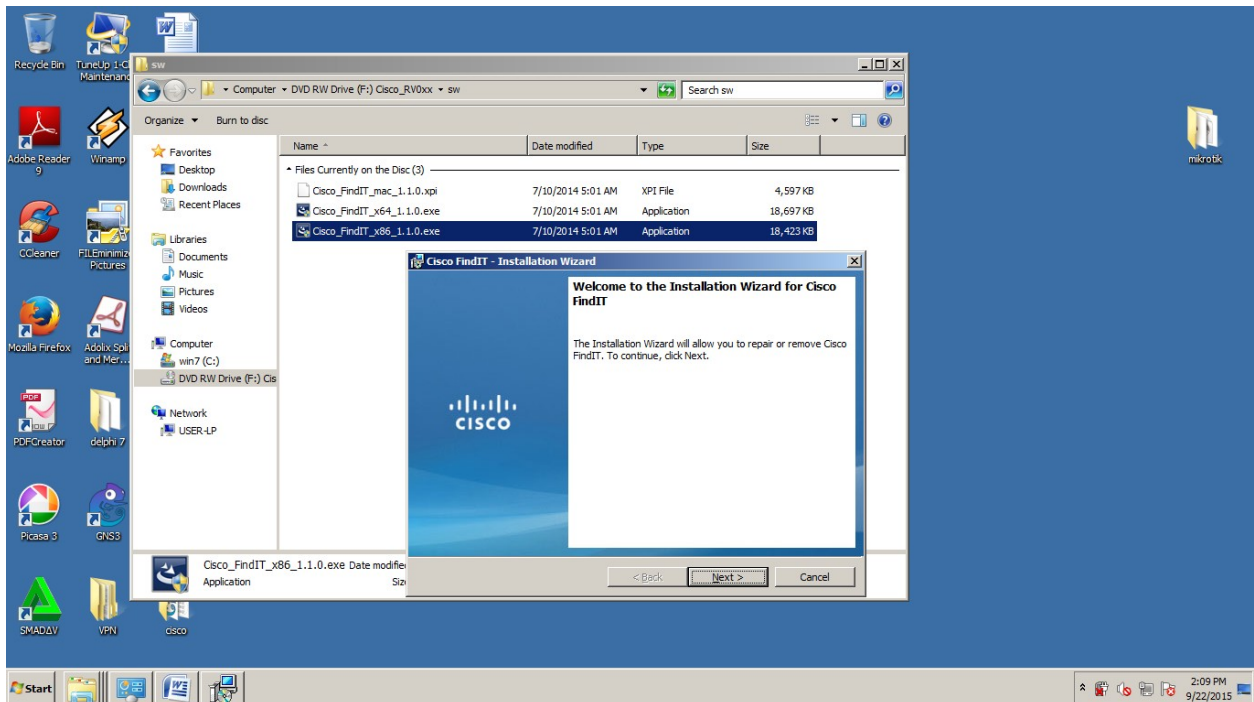 Recycle Bin
TuneUp 1-Cl
Maintenanc
Adobe Reader
9
Winamp
CCleaner
FILEminimiz
Pictures
Mozilla Firefox
Adolix Spli
and Mer...
PDFCreator
delphi 7
Picasa 3
GNS3
SMADΔV
VPN
cisco
mikrotik
sw
Computer
DVD RW Drive (F:) Cisco_RV0xx
sw
Search sw
Organize
Burn to disc
Favorites
Desktop
Downloads
Recent Places
Libraries
Documents
Music
Pictures
Videos
Computer
win7 (C:)
DVD RW Drive (F:) Cis
Network
USER-LP
Name Date modified Type Size
Files Currently on the Disc (3)
Cisco_FindIT_mac_1.1.0.xpi 7/10/2014 5:01 AM XPI File 4,597 KB
Cisco_FindIT_x64_1.1.0.exe 7/10/2014 5:01 AM Application 18,697 KB
Cisco_FindIT_x86_1.1.0.exe 7/10/2014 5:01 AM Application 18,423 KB
Cisco FindIT - Installation Wizard
Welcome to the Installation Wizard for Cisco
FindIT
The Installation Wizard will allow you to repair or remove Cisco
FindIT. To continue, click Next.
CISCO
< Back Next > Cancel
Cisco_FindIT_x86_1.1.0.exe Date modifie
Application Siz
Start
2:09 PM
9/22/2015